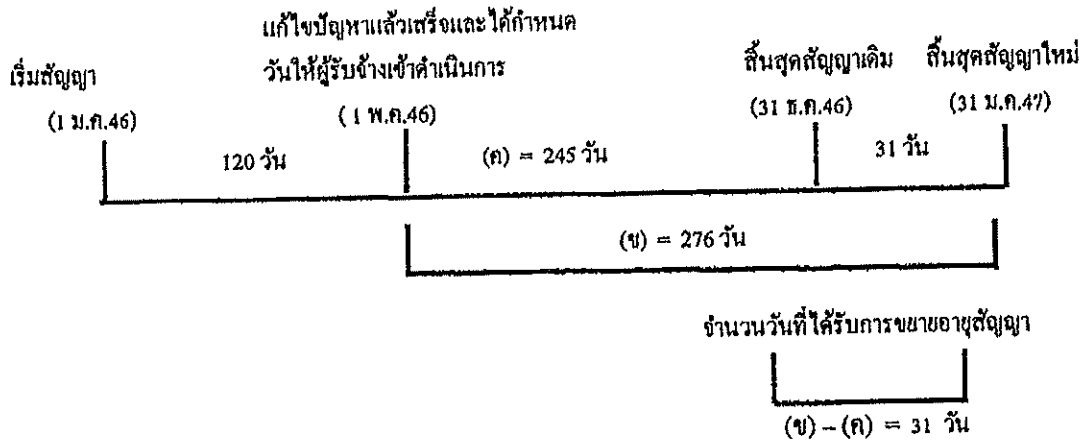 แก้ไขปัญหาแล้วเสร็จและได้กำหนด
วันให้ผู้รับจ้างเข้าดำเนินการ
เริ่มสัญญา
สิ้นสุดสัญญาเดิม
สิ้นสุดสัญญาใหม่
(1 ม.ค.46)
( 1 พ.ค.46)
(31 ธ.ค.46)
(31 ม.ค.47)
120 วัน
(ค) = 245 วัน
31 วัน
(ข) = 276 วัน
จำนวนวันที่ได้รับการขยายอายุสัญญา
(ข) – (ค) = 31 วัน